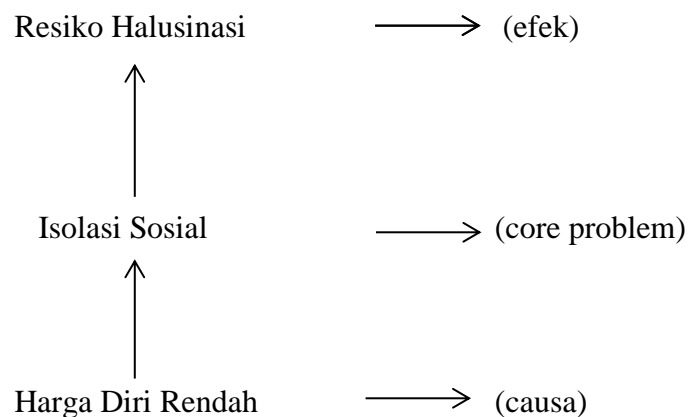 Resiko Halusinasi (efek)
Isolasi Sosial (core problem)
Harga Diri Rendah (causa)